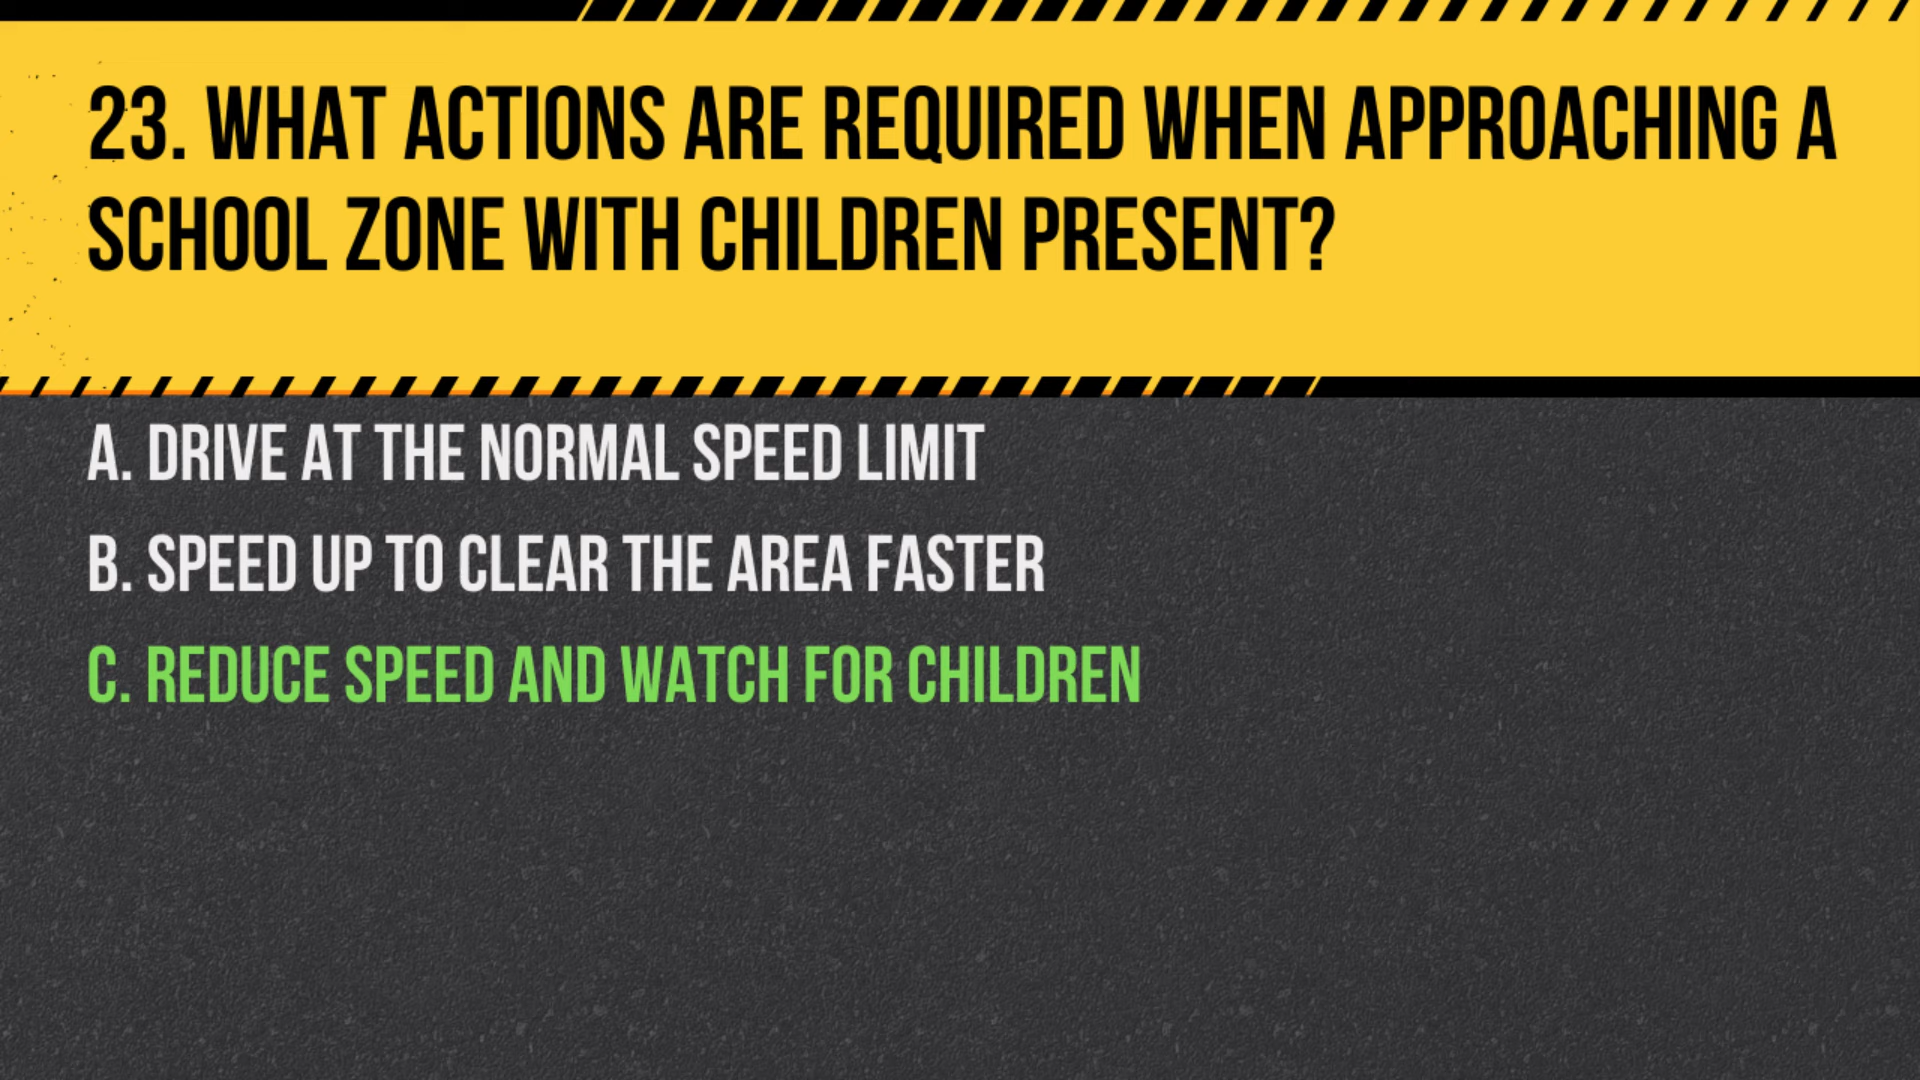 23. WHAT ACTIONS ARE REQUIRED WHEN APPROACHING A
SCHOOL ZONE WITH CHILDREN PRESENT?
A. DRIVE AT THE NORMAL SPEED LIMIT
B. SPEED UP TO CLEAR THE AREA FASTER
C. REDUCE SPEED AND WATCH FOR CHILDREN